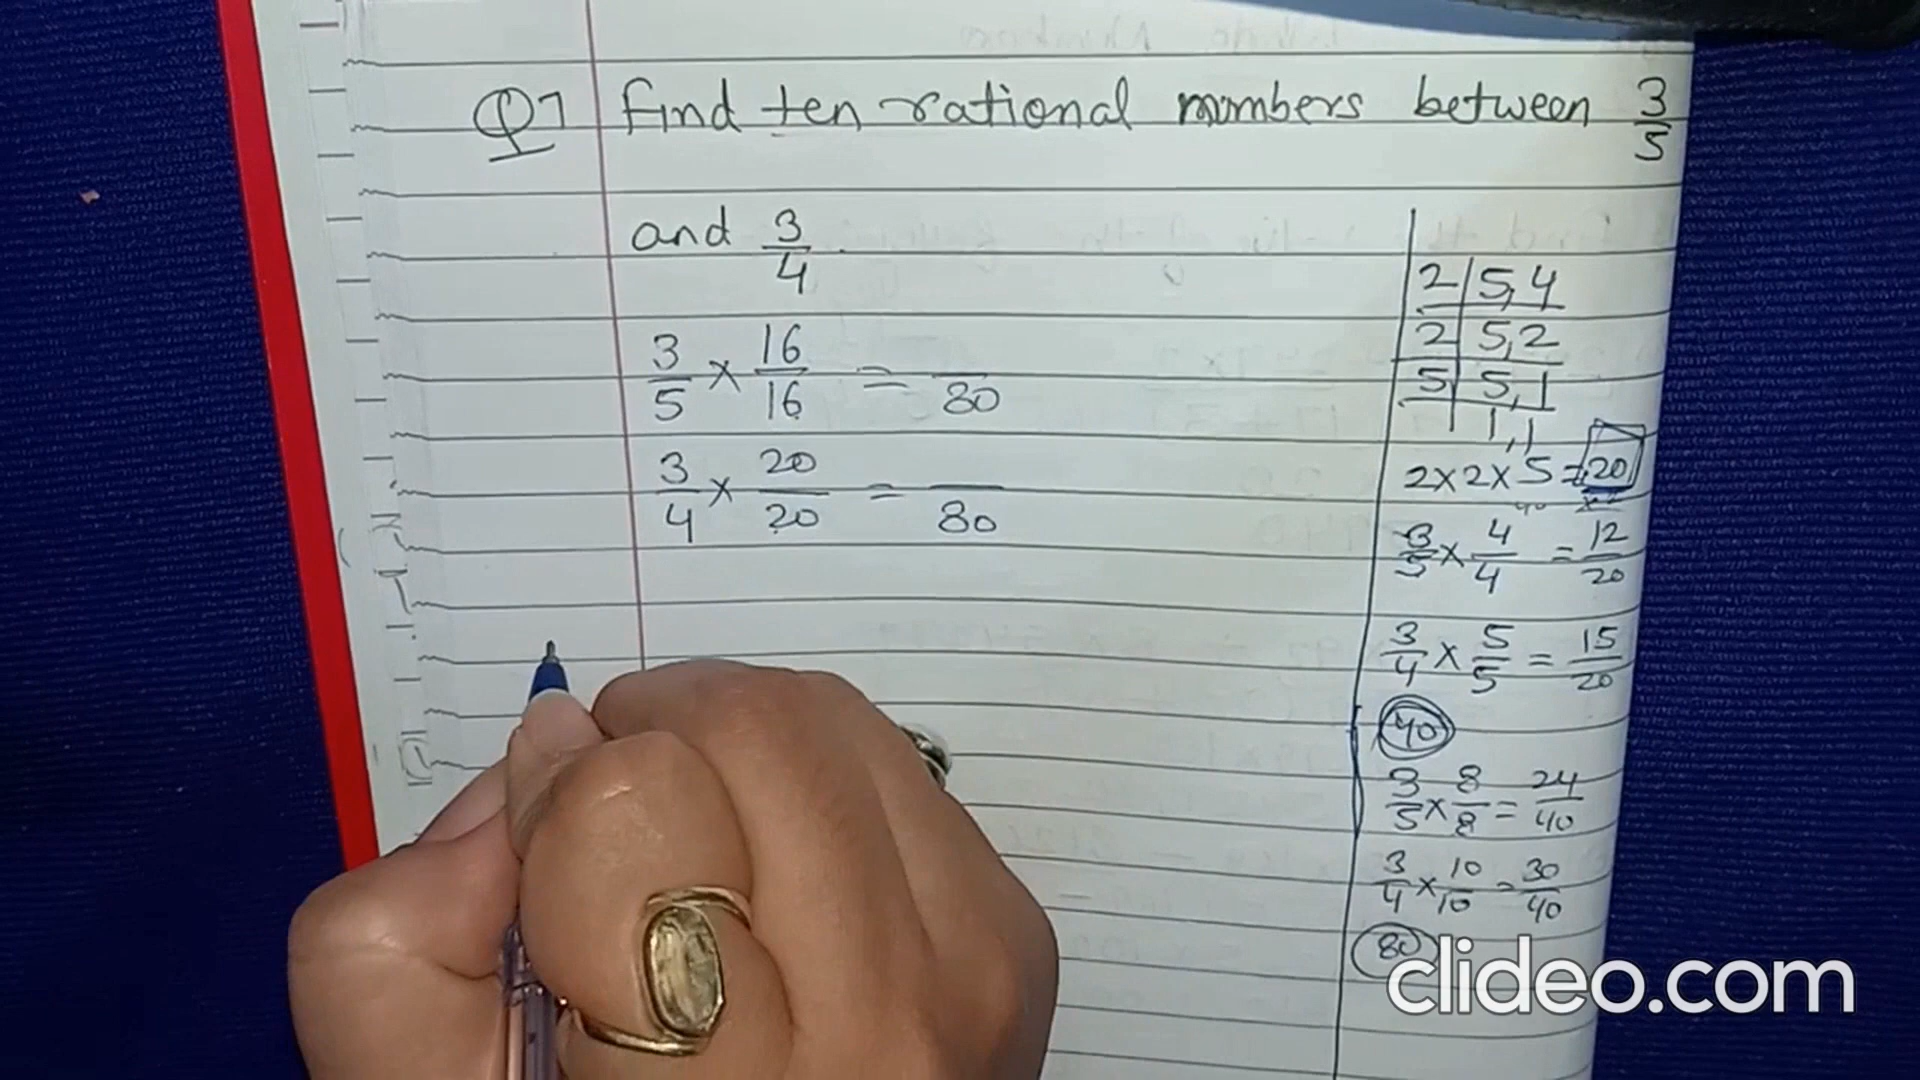 Q1 Find ten rational numbers between 3/5
and 3/4
3/5 × 16/16 = /80
3/4 × 20/20 = /80
2 | 5, 4
2 | 5, 2
5 | 5, 1
| 1, 1
2×2×5 = 20
3/5 × 4/4 = 12/20
3/4 × 5/5 = 15/20
40
3/5 × 8/8 = 24/40
3/4 × 10/10 = 30/40
80
clideo.com